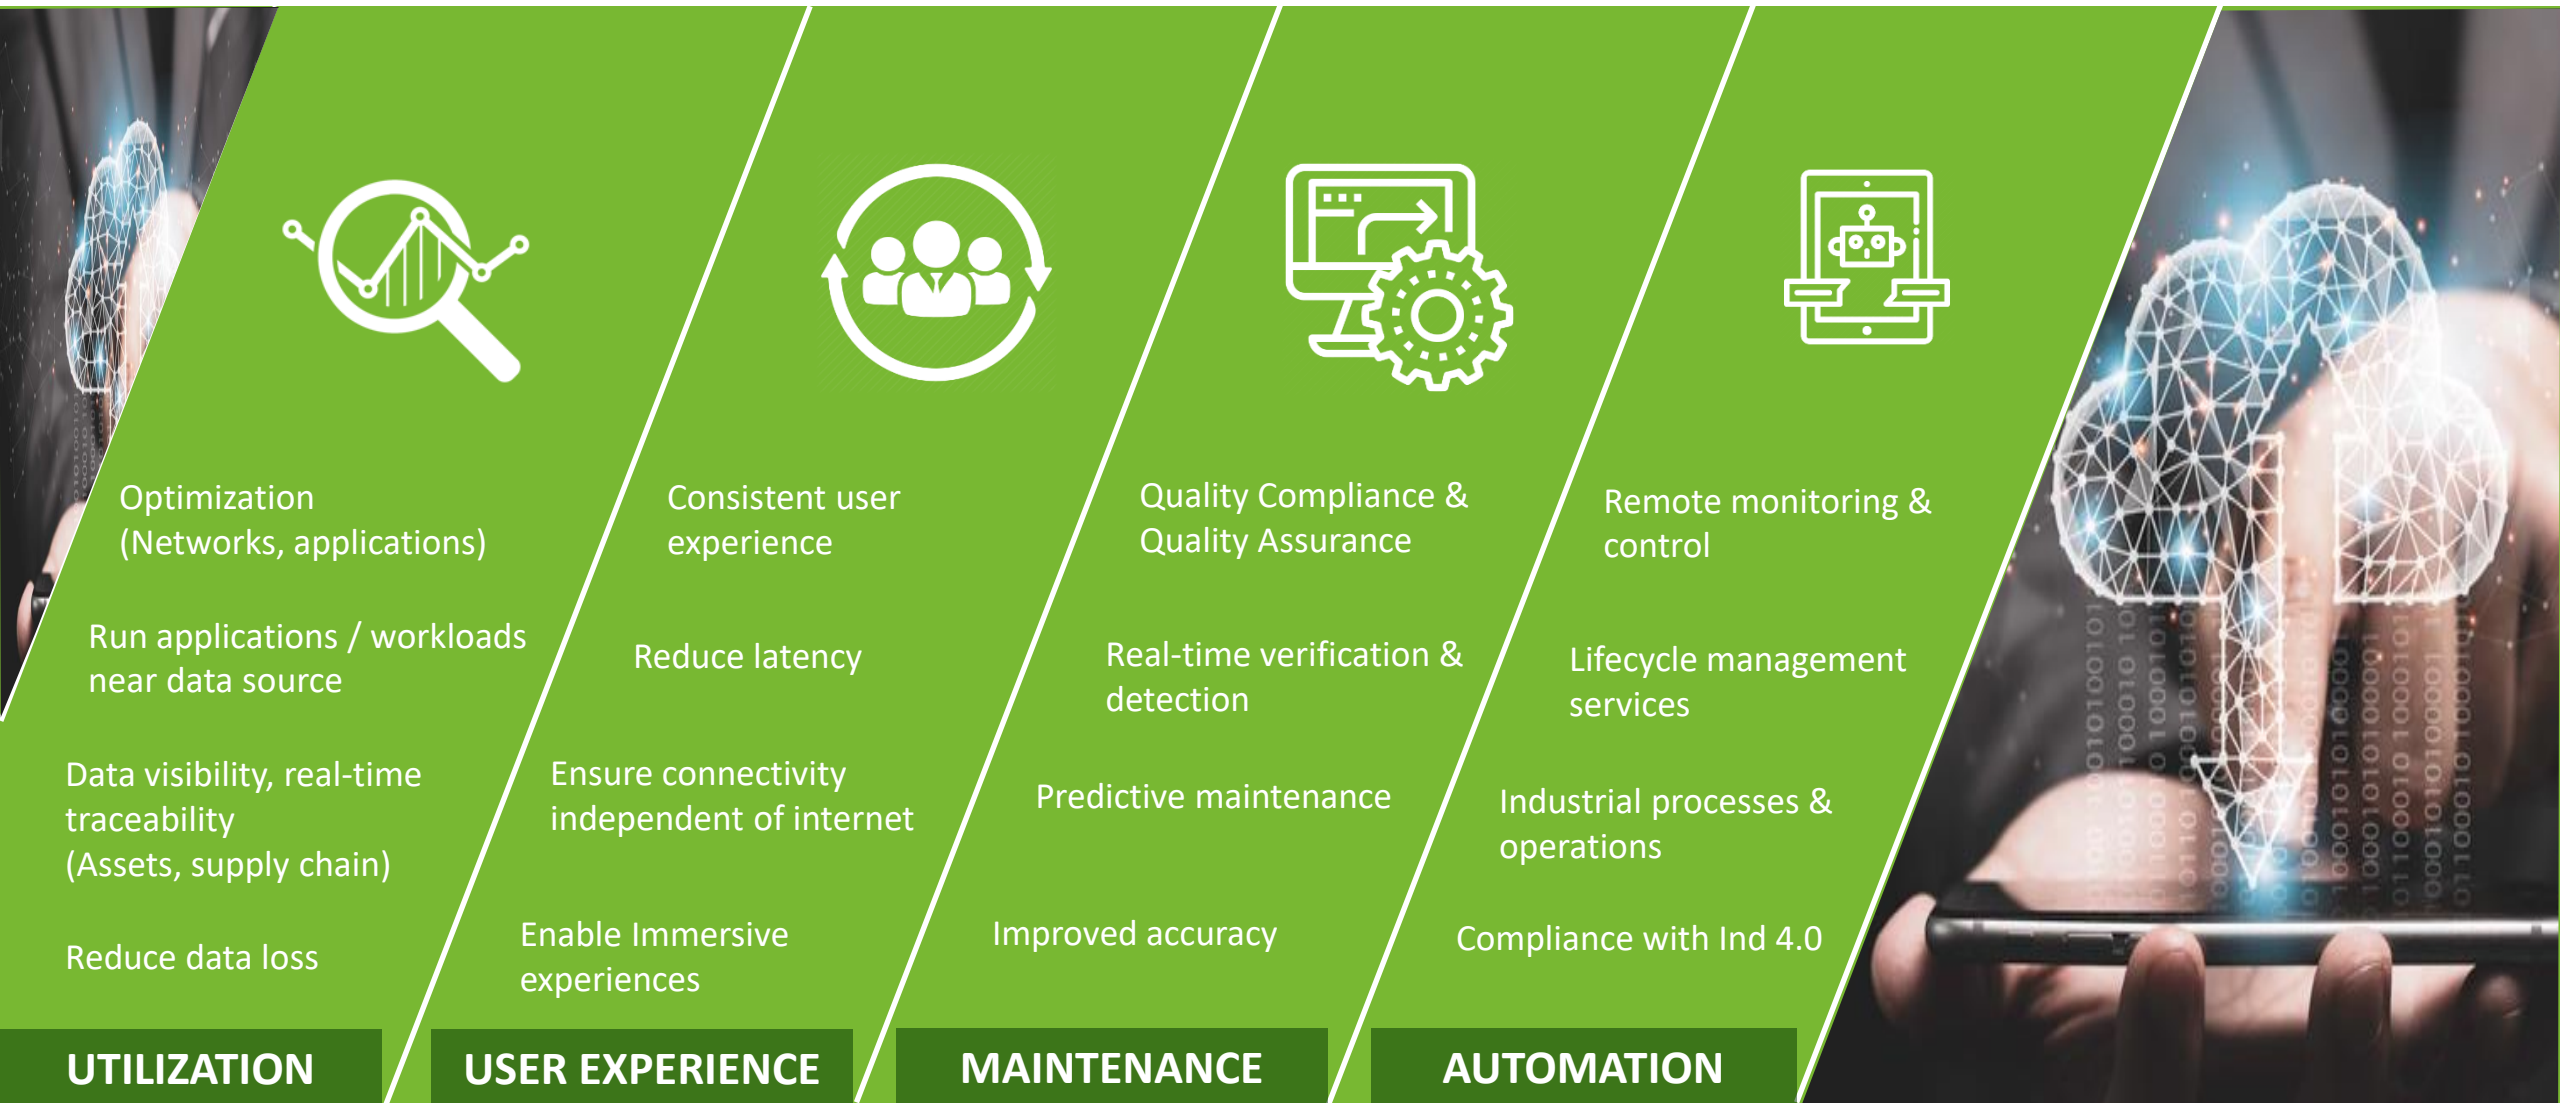 Optimization
(Networks, applications)
Run applications / workloads
near data source
Data visibility, real-time
traceability
(Assets, supply chain)
Reduce data loss
UTILIZATION
Consistent user
experience
Reduce latency
Ensure connectivity
independent of internet
Enable Immersive
experiences
USER EXPERIENCE
Quality Compliance &
Quality Assurance
Real-time verification &
detection
Predictive maintenance
Improved accuracy
MAINTENANCE
Remote monitoring &
control
Lifecycle management
services
Industrial processes &
operations
Compliance with Ind 4.0
AUTOMATION